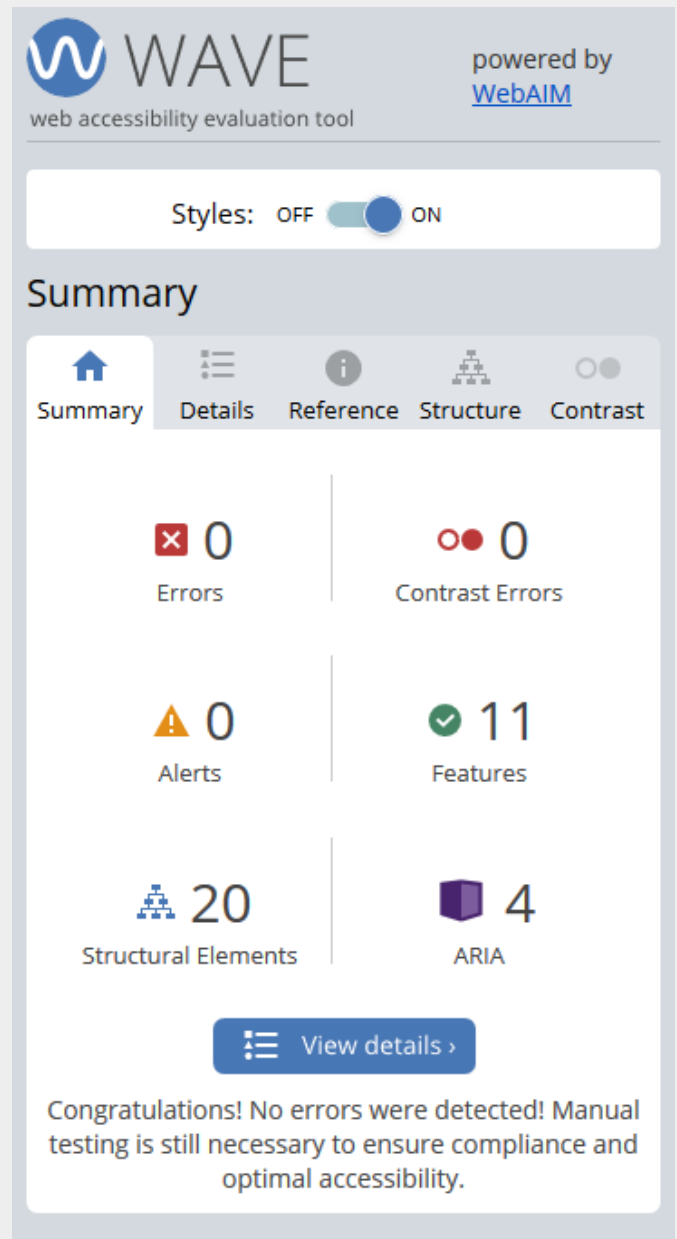 WAVE
powered by
WebAIM
web accessibility evaluation tool
Styles: OFF ON
Summary
Summary Details Reference Structure Contrast
0 0
Errors Contrast Errors
0 11
Alerts Features
20 4
Structural Elements ARIA
View details ›
Congratulations! No errors were detected! Manual
testing is still necessary to ensure compliance and
optimal accessibility.